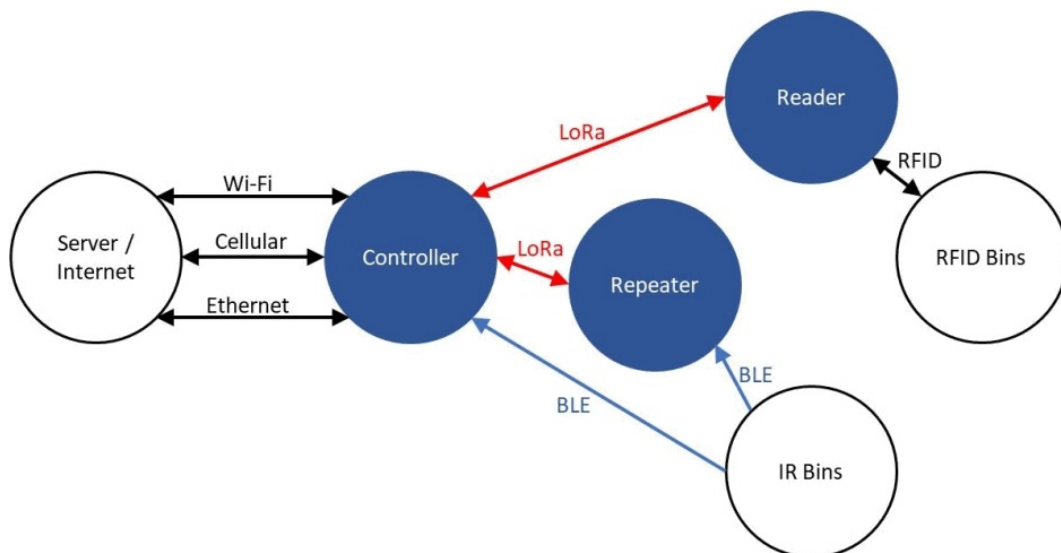 Reader
LoRa
RFID
Wi-Fi
Server /
Internet
Cellular
Controller
LoRa
Repeater
RFID Bins
Ethernet
BLE
BLE
IR Bins